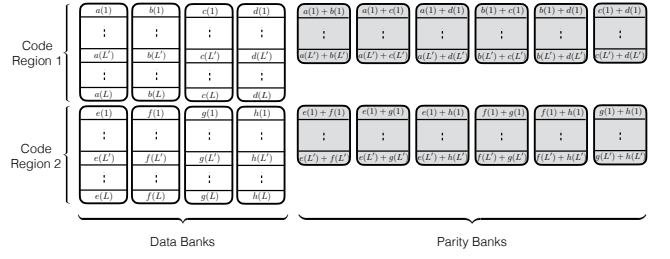 a(1) b(1) c(1) d(1) a(1) + b(1) a(1) + c(1) a(1) + d(1) b(1) + c(1) b(1) + d(1) c(1) + d(1)
Code
Region 1
a(L') b(L') c(L') d(L') a(L') + b(L') a(L') + c(L') a(L') + d(L') b(L') + c(L') b(L') + d(L') c(L') + d(L')
a(L) b(L) c(L) d(L)
e(1) f(1) g(1) h(1) e(1) + f(1) e(1) + g(1) e(1) + h(1) f(1) + g(1) f(1) + h(1) g(1) + h(1)
Code
Region 2
e(L') f(L') g(L') h(L') e(L') + f(L') e(L') + g(L') e(L') + h(L') f(L') + g(L') f(L') + h(L') g(L') + h(L')
e(L) f(L) g(L) h(L)
Data Banks Parity Banks